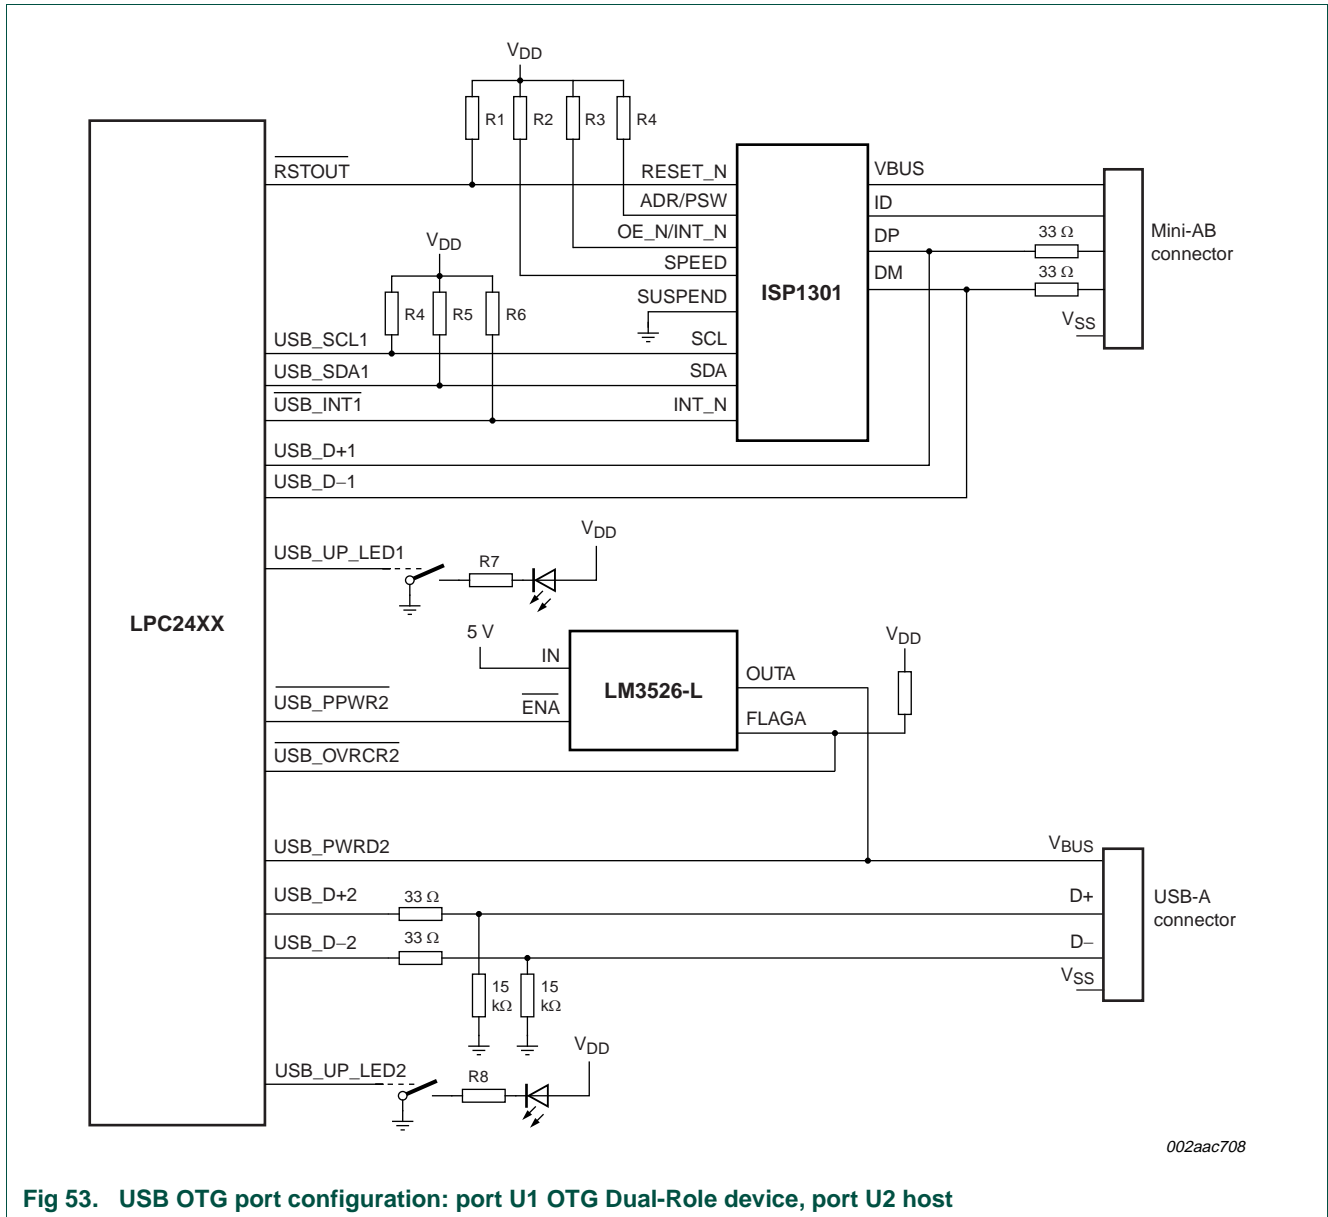 VDD
R1
R2
R3
R4
RSTOUT
RESET_N
ADR/PSW
OE_N/INT_N
SPEED
SUSPEND
SCL
SDA
INT_N
ISP1301
VBUS
ID
DP
DM
33 Ω
33 Ω
VSS
Mini-AB
connector
VDD
R4
R5
R6
USB_SCL1
USB_SDA1
USB_INT1
USB_D+1
USB_D−1
USB_UP_LED1
R7
VDD
LPC24XX
5 V
IN
ENA
LM3526-L
OUTA
FLAGA
VDD
USB_PPWR2
USB_OVRCR2
USB_PWRD2
VBUS
USB_D+2
33 Ω
D+
USB_D−2
33 Ω
D−
VSS
USB-A
connector
15
kΩ
15
kΩ
USB_UP_LED2
R8
VDD
002aac708
Fig 53. USB OTG port configuration: port U1 OTG Dual-Role device, port U2 host